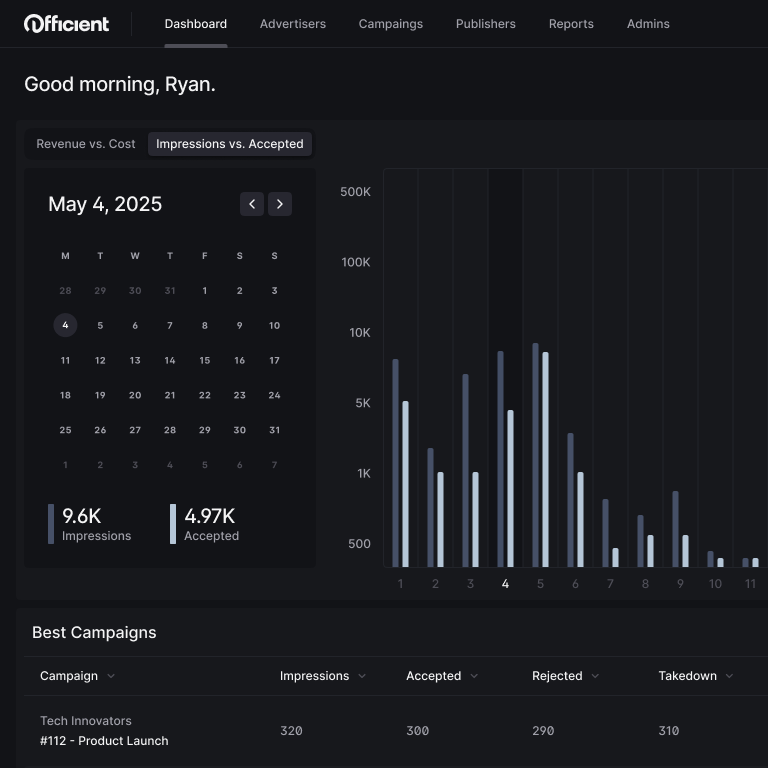 Officient
Dashboard Advertisers Campaings Publishers Reports Admins
Good morning, Ryan.
Revenue vs. Cost Impressions vs. Accepted
May 4, 2025
M T W T F S S
28 29 30 31 1 2 3
4 5 6 7 8 9 10
11 12 13 14 15 16 17
18 19 20 21 22 23 24
25 26 27 28 29 30 31
1 2 3 4 5 6 7
9.6K 4.97K
Impressions Accepted
500K
100K
10K
5K
1K
500
1 2 3 4 5 6 7 8 9 10 11
Best Campaigns
Campaign Impressions Accepted Rejected Takedown
Tech Innovators
#112 - Product Launch
320 300 290 310